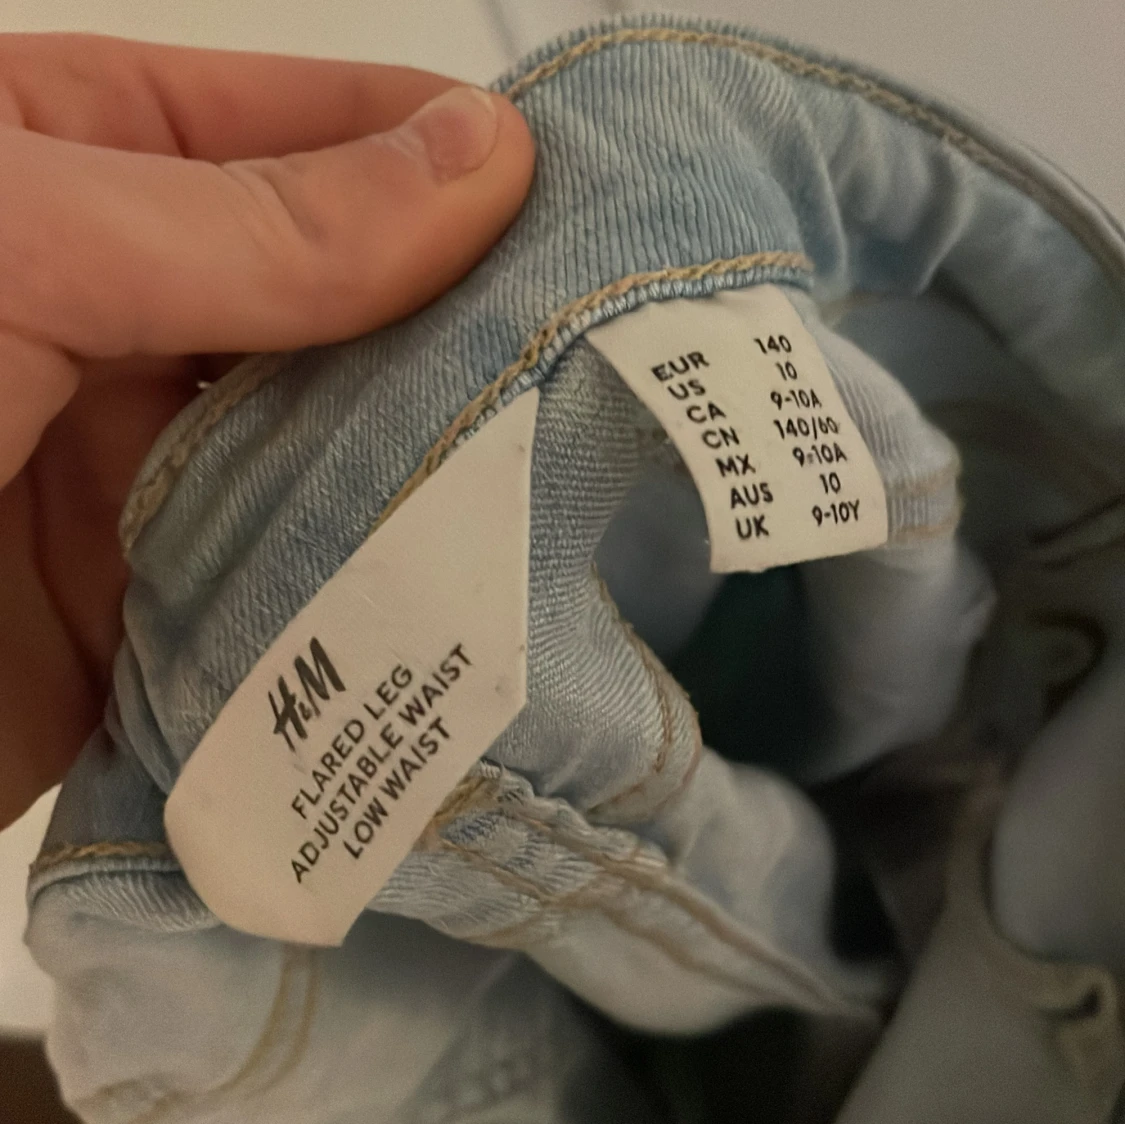 EUR 140
US 10
CA 9-10A
CN 140/60
MX 9-10A
AUS 10
UK 9-10Y
H&M
FLARED LEG
ADJUSTABLE WAIST
LOW WAIST